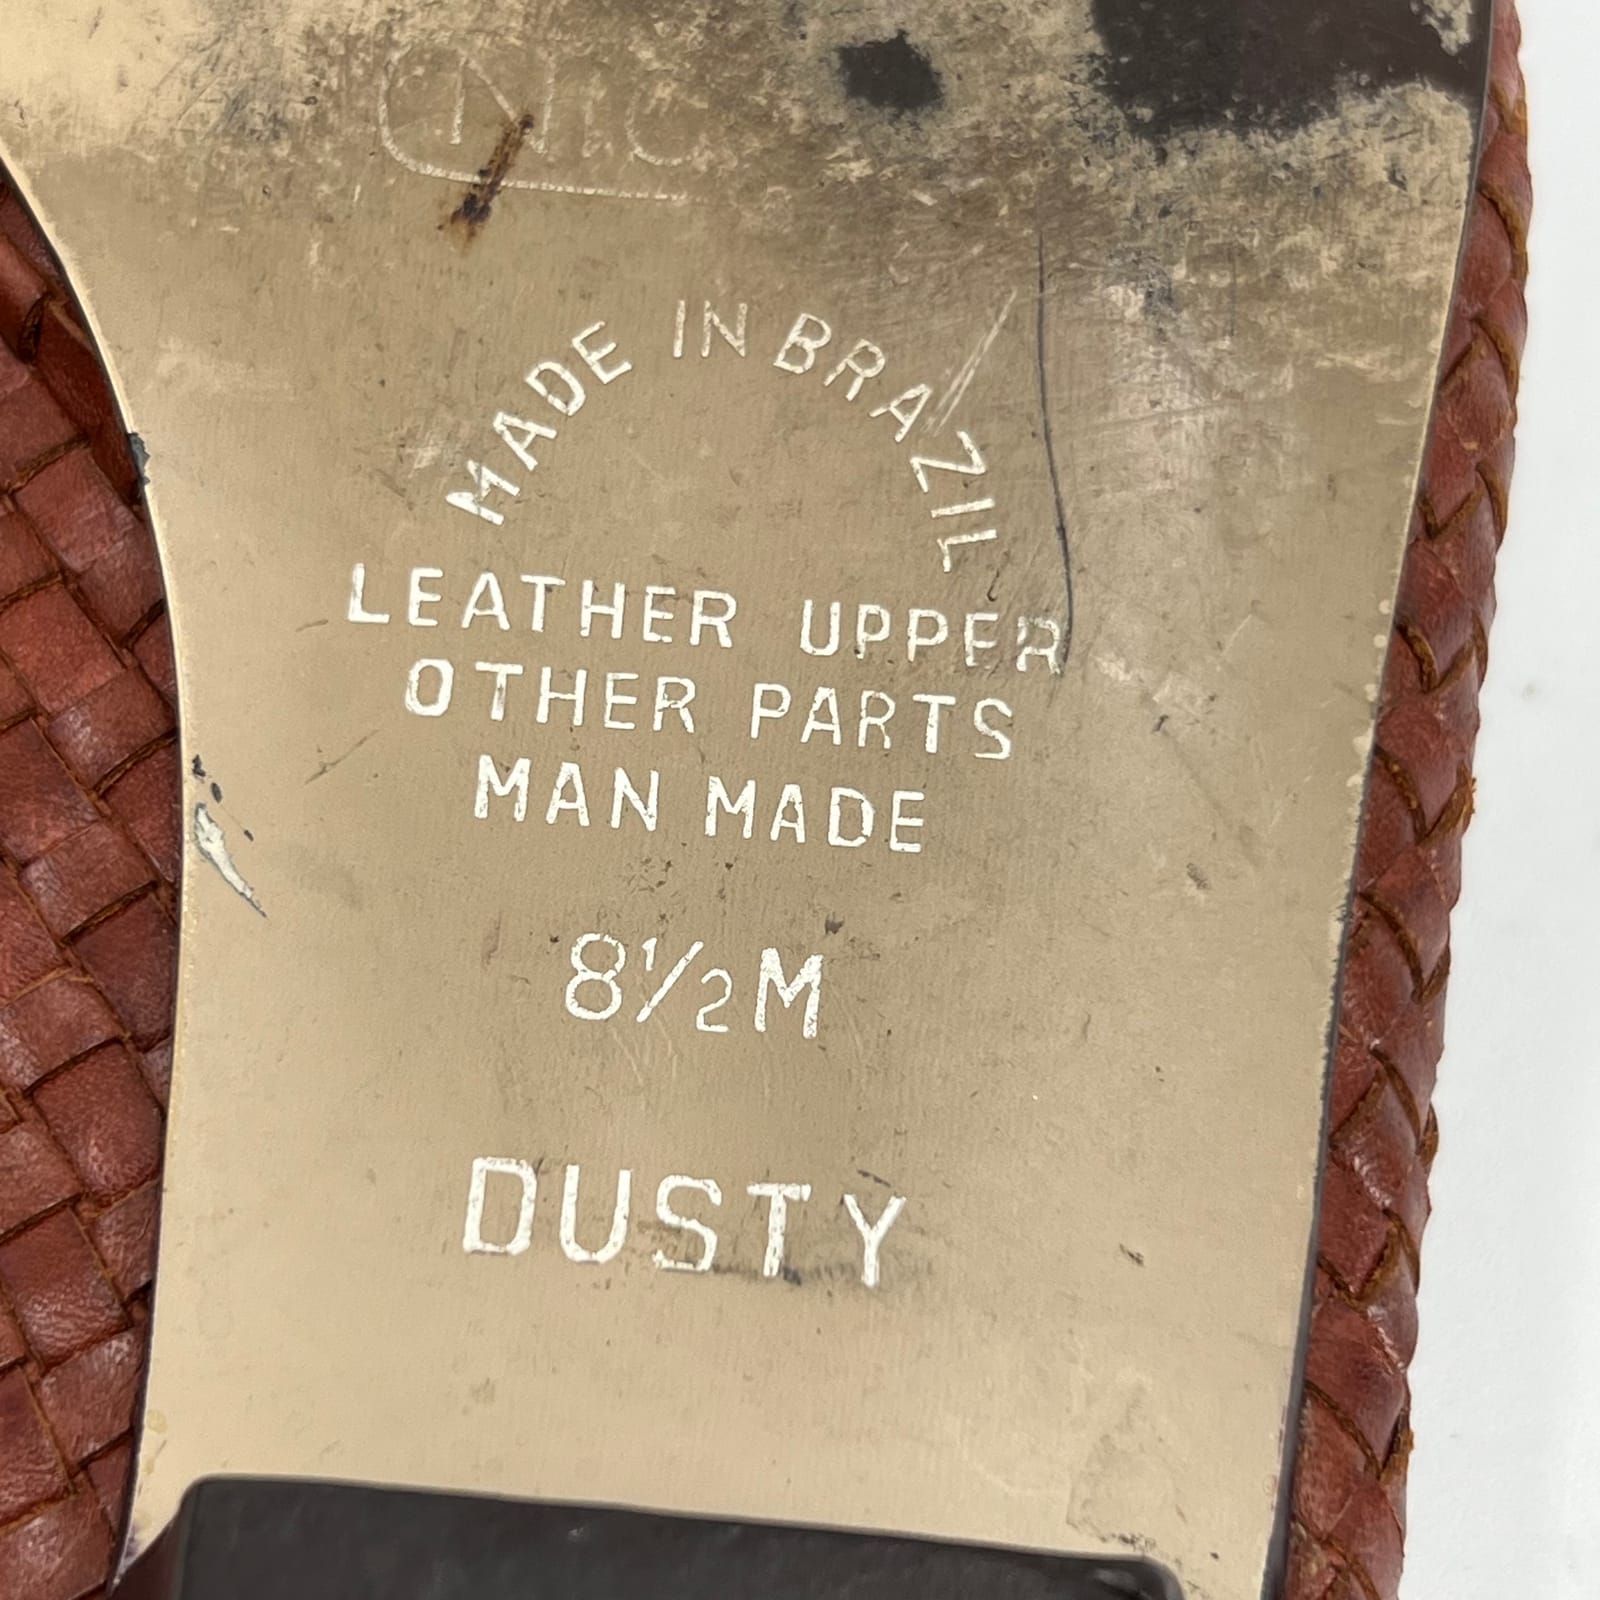 MADE IN BRAZIL
LEATHER UPPER
OTHER PARTS
MAN MADE
8½M
DUSTY